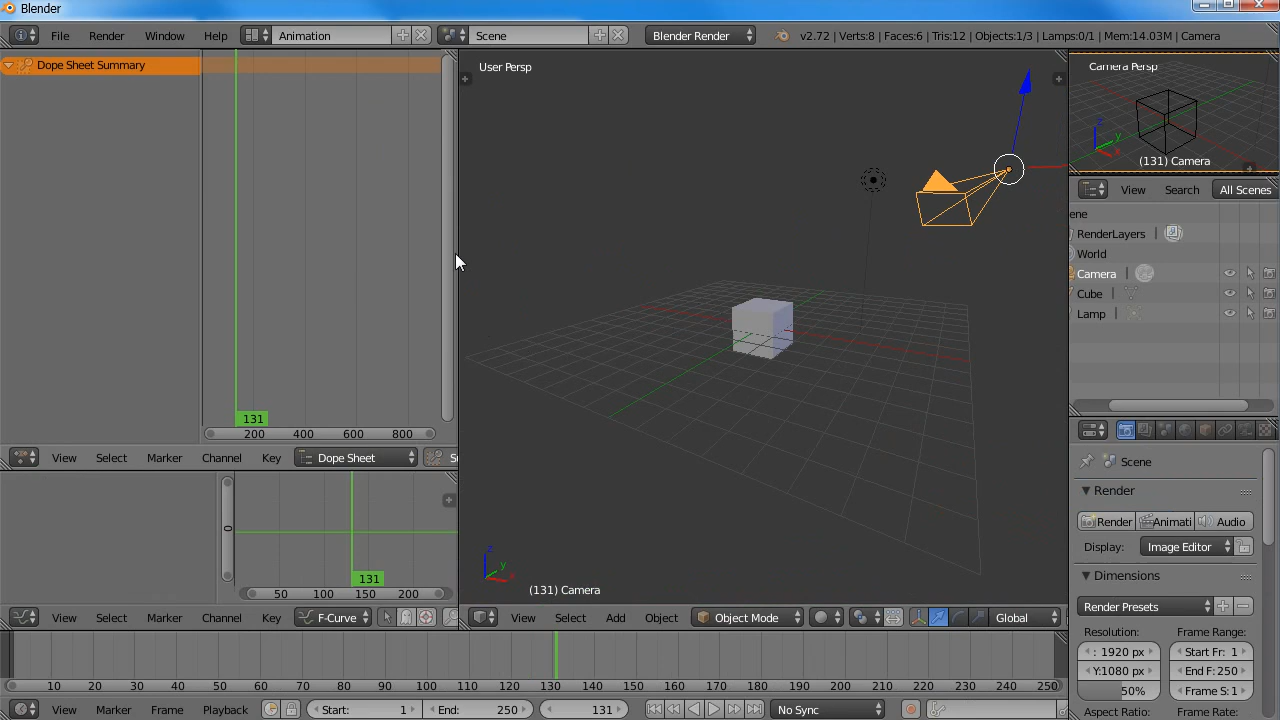 Blender
File Render Window Help Animation Scene Blender Render v2.72 | Verts:8 | Faces:6 | Tris:12 | Objects:1/3 | Lamps:0/1 | Mem:14.03M | Camera
Dope Sheet Summary
131
200 400 600 800
View Select Marker Channel Key Dope Sheet
0
131
50 100 150 200
View Select Marker Channel Key F-Curve
User Persp
z
y
x
(131) Camera
View Select Add Object Object Mode Global
Camera Persp
z
y
x
(131) Camera
View Search All Scenes
ene
RenderLayers |
World
Camera |
Cube |
Lamp |
Scene
Render
Render Animati Audio
Display: Image Editor
Dimensions
Render Presets
Resolution: Frame Range:
: 1920 px Start Fr: 1
Y:1080 px End F:250
50% Frame S:1
Aspect Ratio: Frame Rate:
10 20 30 40 50 60 70 80 90 100 110 120 130 140 150 160 170 180 190 200 210 220 230 240 250
View Marker Frame Playback Start: 1 End: 250 131 No Sync